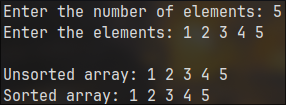 Enter the number of elements: 5
Enter the elements: 1 2 3 4 5
Unsorted array: 1 2 3 4 5
Sorted array: 1 2 3 4 5